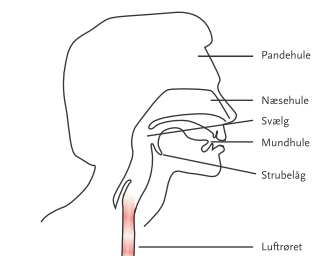 Pandehule
Næsehule
Svælg
Mundhule
Strubelåg
Luftrøret